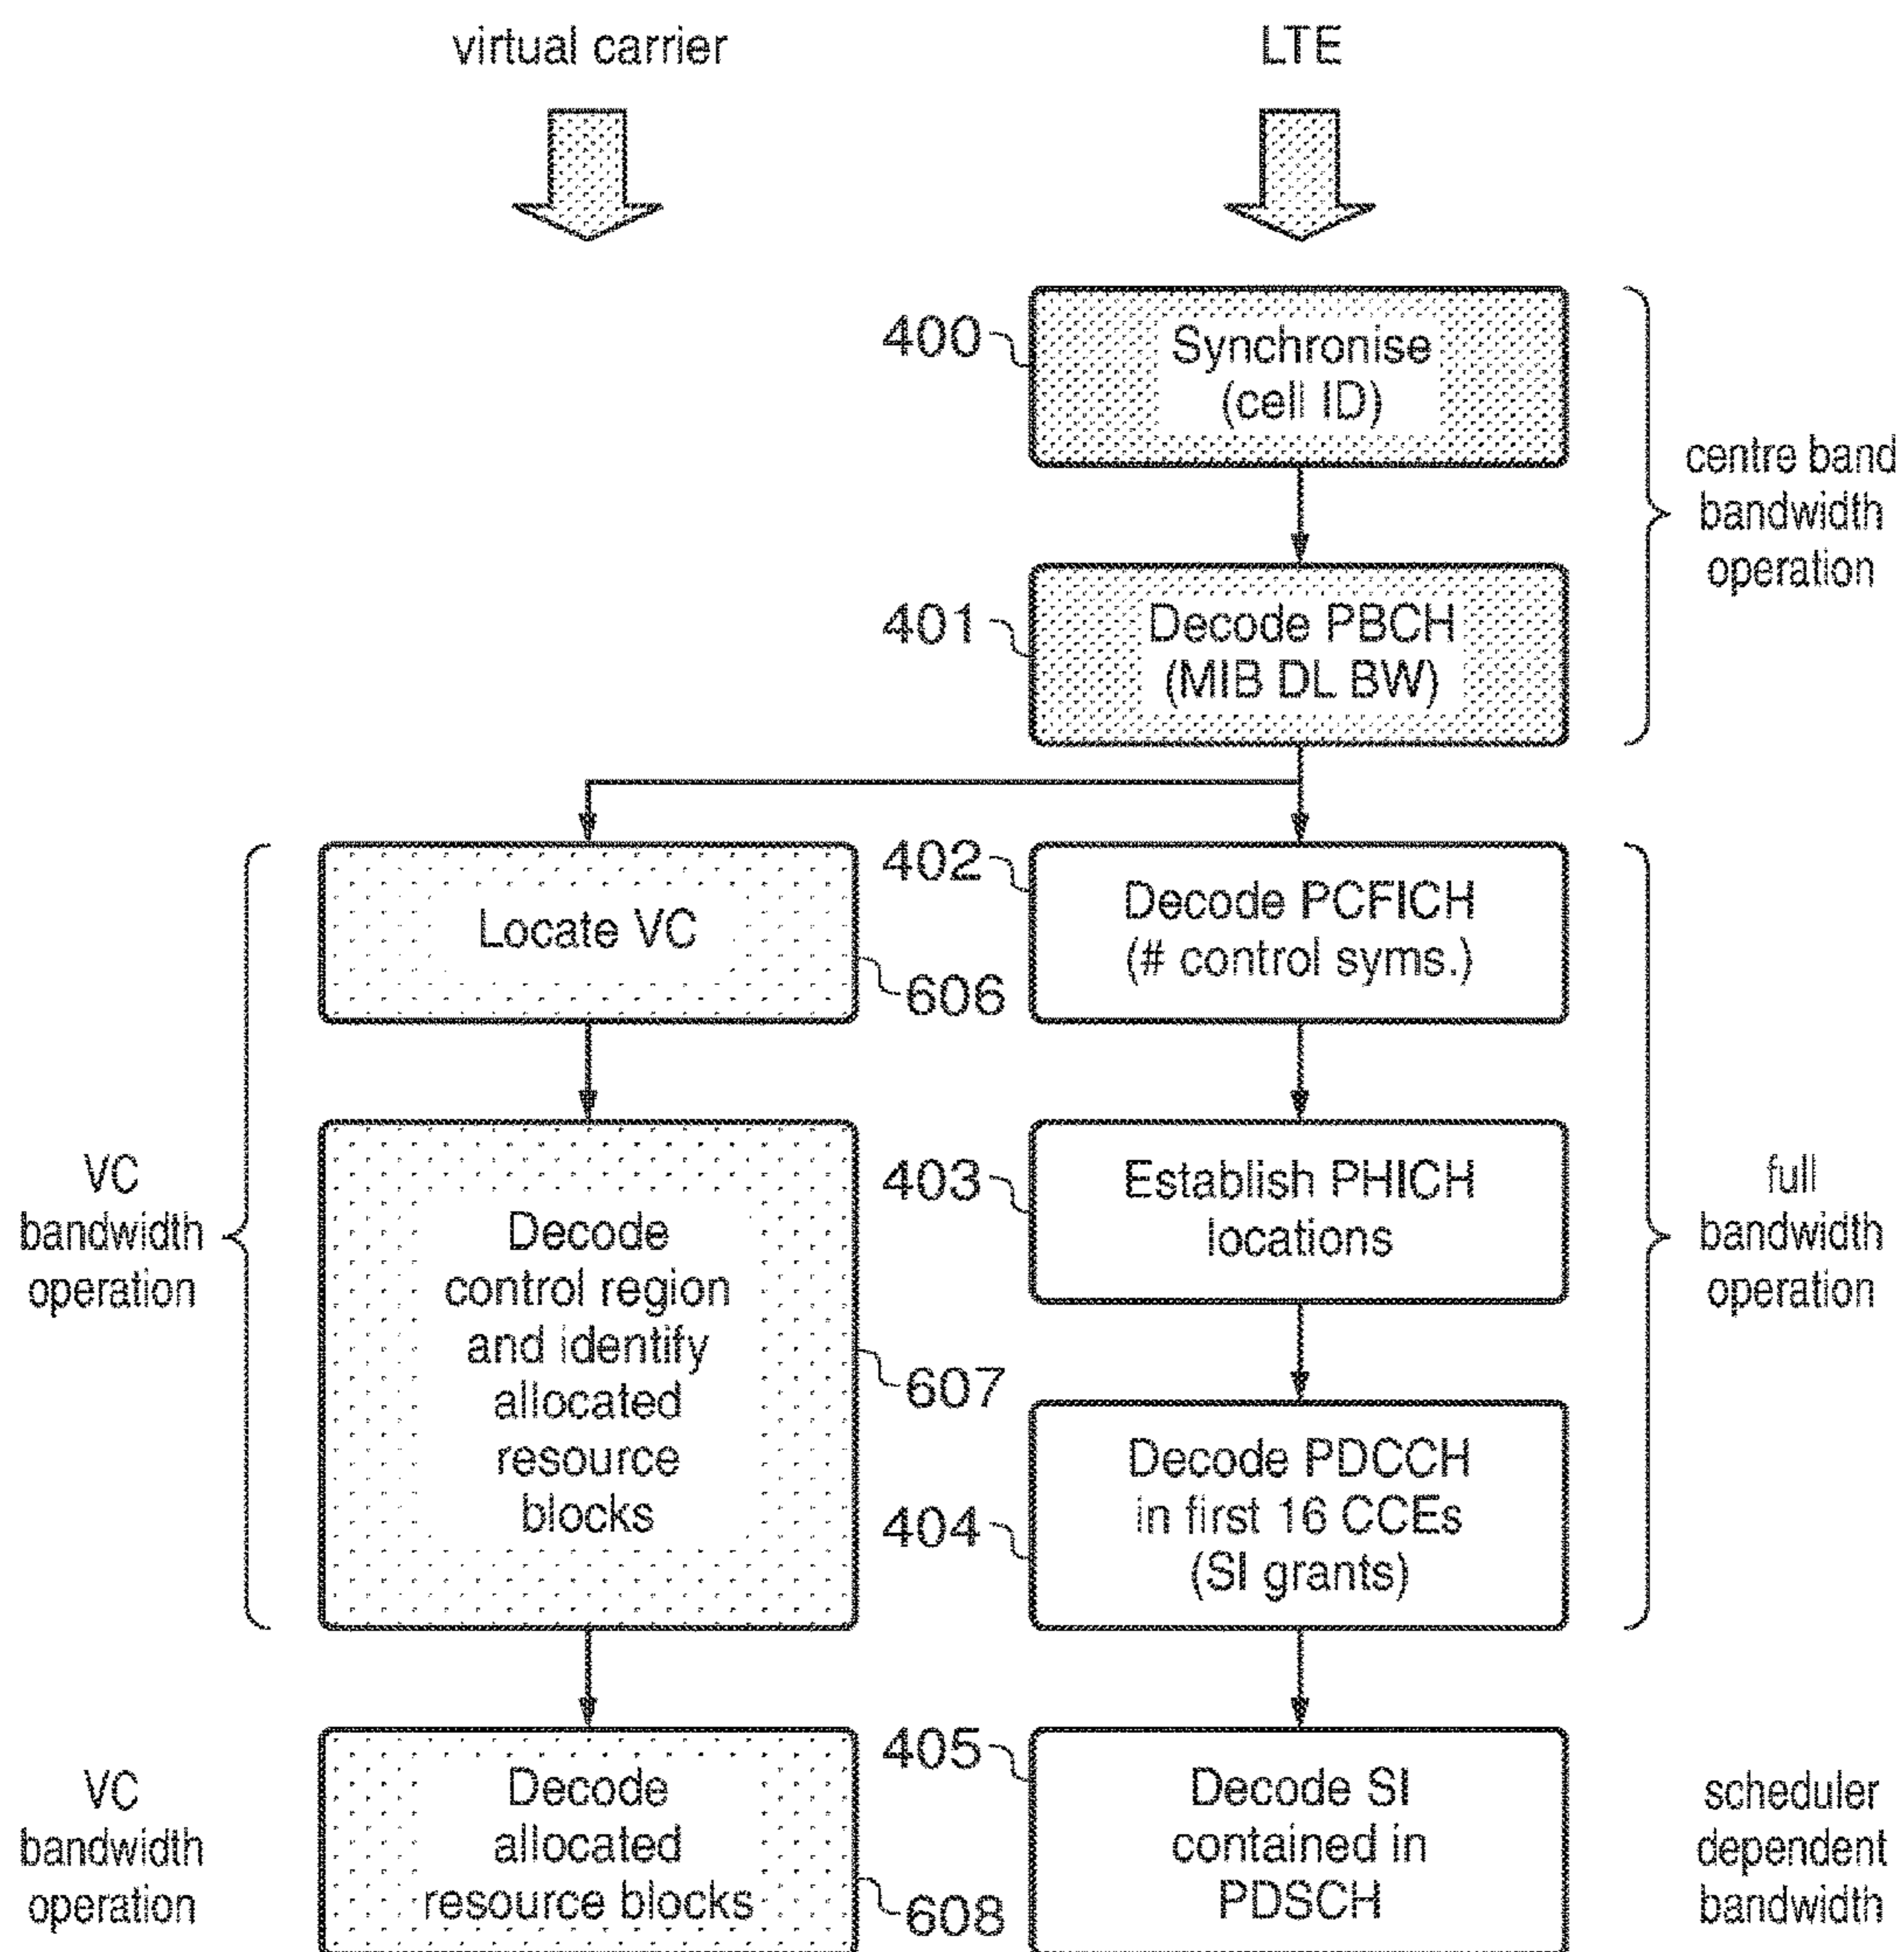 virtual carrier
LTE
400
Synchronise
(cell ID)
centre band
bandwidth
operation
401
Decode PBCH
(MIB DL BW)
Locate VC
606
402
Decode PCFICH
(# control syms.)
VC
bandwidth
operation
Decode
control region
and identify
allocated
resource
blocks
607
403
Establish PHICH
locations
full
bandwidth
operation
404
Decode PDCCH
in first 16 CCEs
(SI grants)
VC
bandwidth
operation
Decode
allocated
resource blocks
608
405
Decode SI
contained in
PDSCH
scheduler
dependent
bandwidth